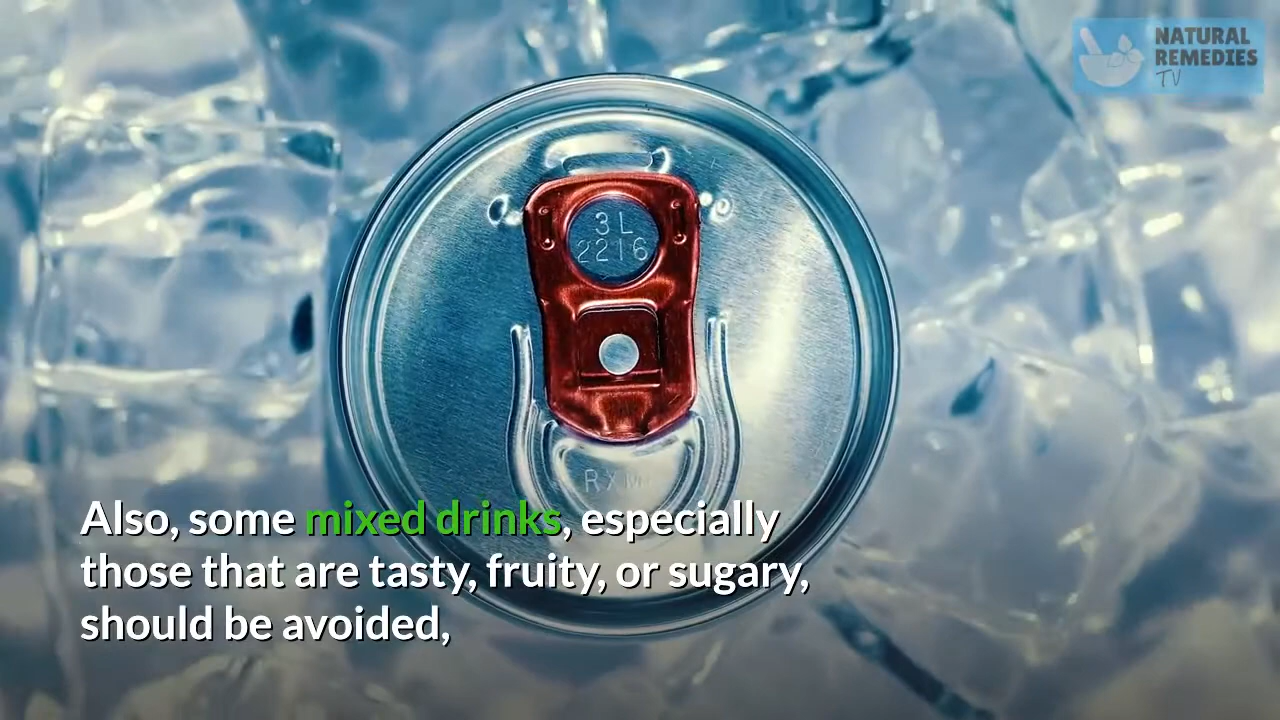 NATURAL
REMEDIES
TV
3L
2216
Also, some mixed drinks, especially
those that are tasty, fruity, or sugary,
should be avoided,